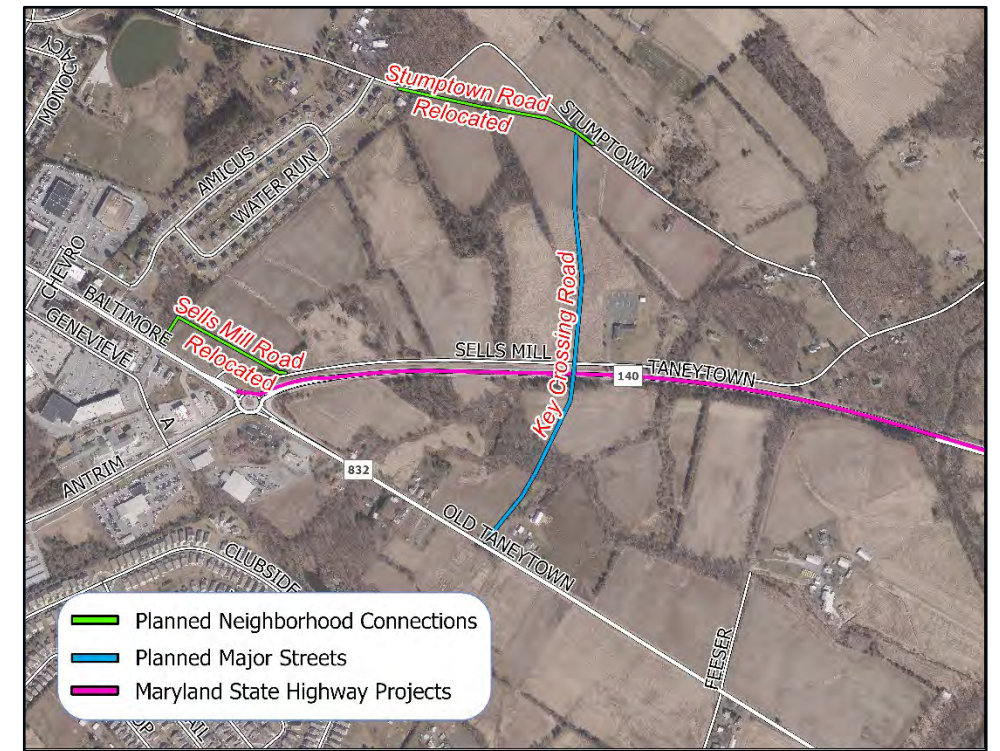 MONOCACY
Stumptown Road
Relocated
STUMPTOWN
AMICUS
WATER RUN
CHEVRO
BALTIMORE
GENEVIEVE
Sells Mill Road
Relocated
SELLS MILL
TANEYTOWN
140
Key Crossing Road
A
ANTRIM
832
OLD TANEYTOWN
CLUBSIDE
FEESER
Planned Neighborhood Connections
Planned Major Streets
Maryland State Highway Projects